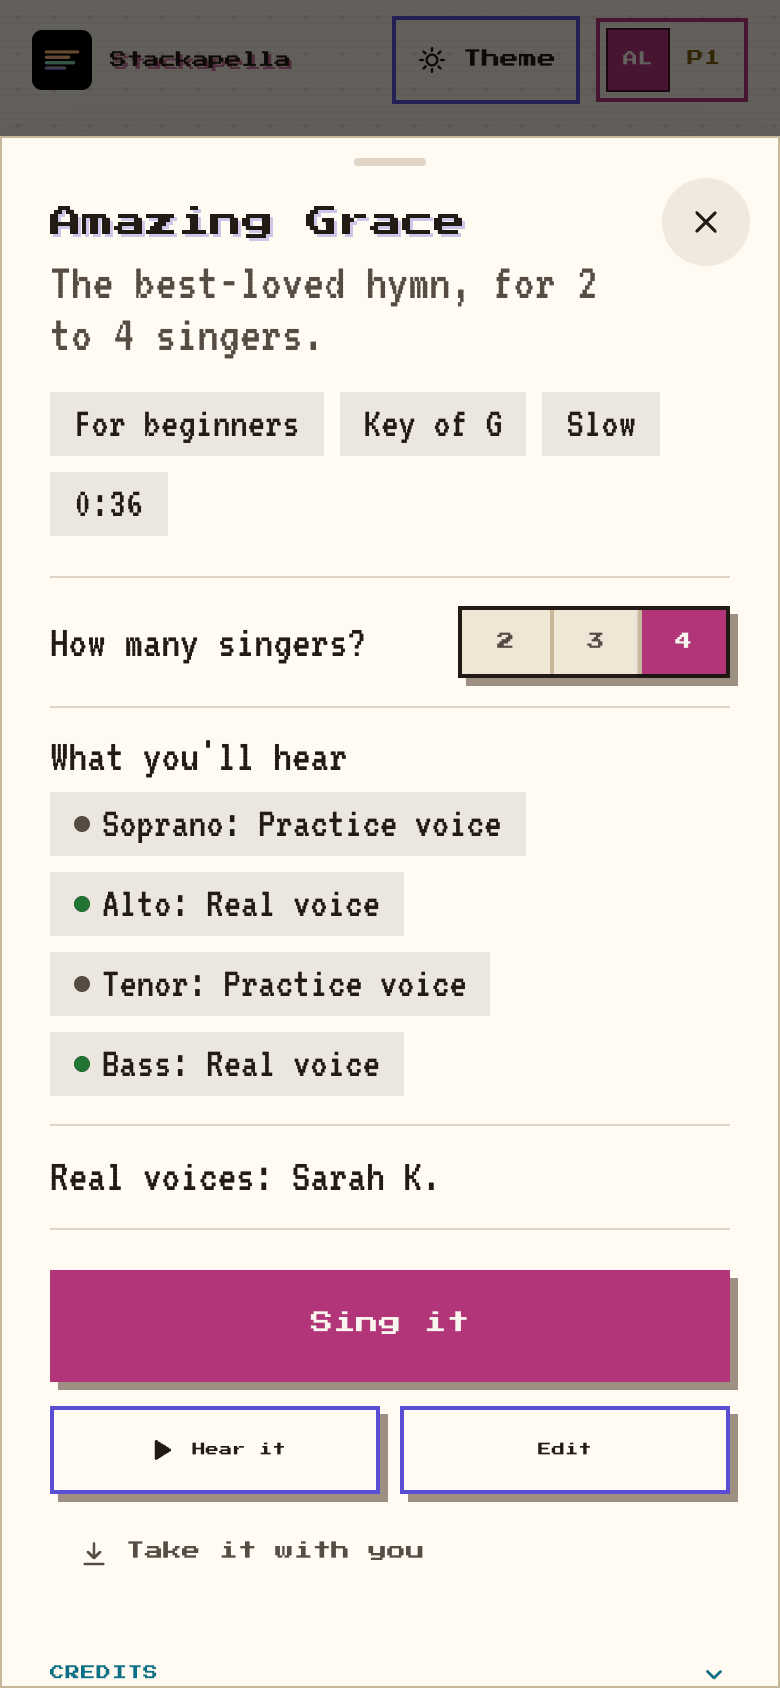 Stackapella
Theme
AL P1
Amazing Grace
The best-loved hymn, for 2
to 4 singers.
For beginners Key of G Slow
0:36
How many singers? 2 3 4
What you'll hear
Soprano: Practice voice
Alto: Real voice
Tenor: Practice voice
Bass: Real voice
Real voices: Sarah K.
Sing it
Hear it Edit
Take it with you
CREDITS